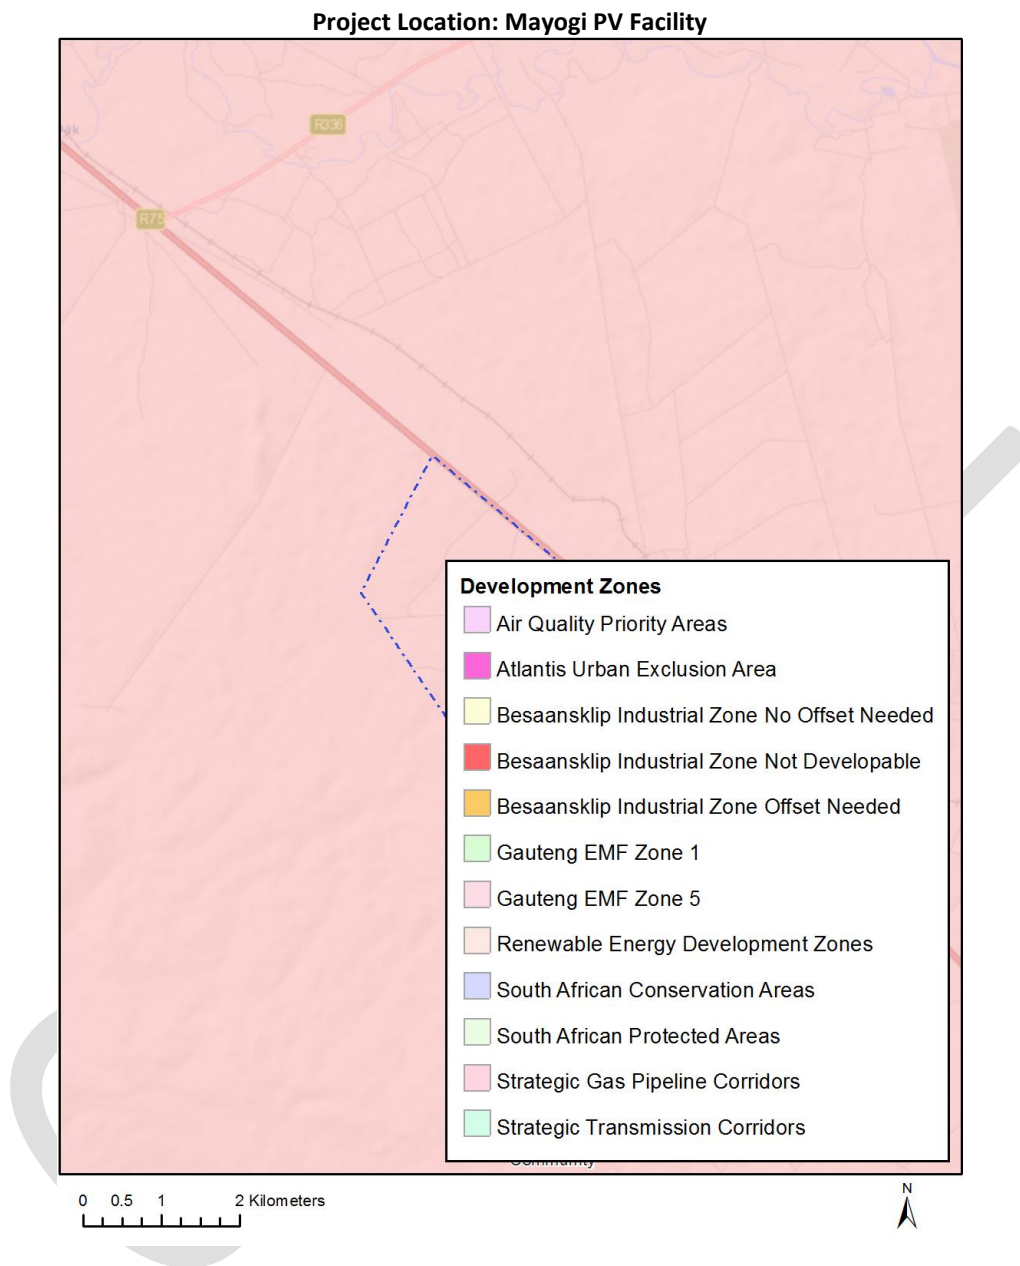 Project Location: Mayogi PV Facility
R336
R75
Development Zones
Air Quality Priority Areas
Atlantis Urban Exclusion Area
Besaansklip Industrial Zone No Offset Needed
Besaansklip Industrial Zone Not Developable
Besaansklip Industrial Zone Offset Needed
Gauteng EMF Zone 1
Gauteng EMF Zone 5
Renewable Energy Development Zones
South African Conservation Areas
South African Protected Areas
Strategic Gas Pipeline Corridors
Strategic Transmission Corridors
0 0.5 1 2 Kilometers
N